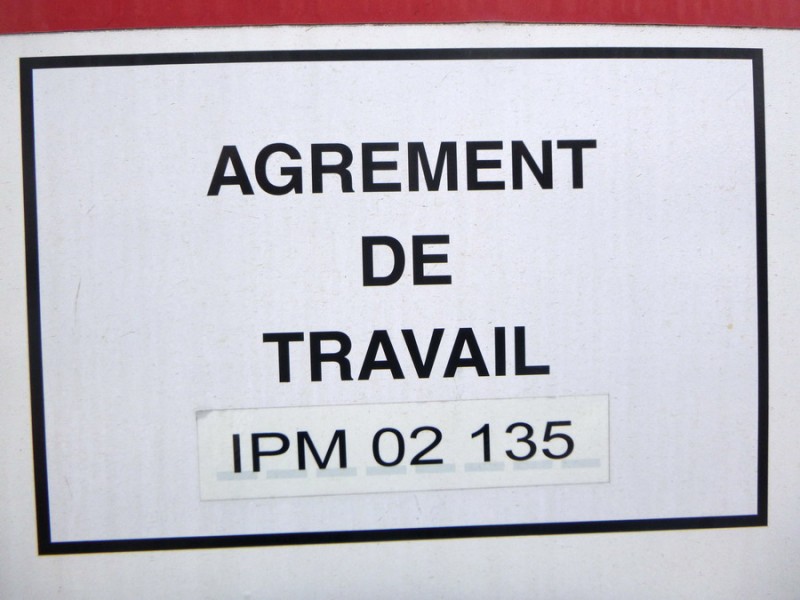 AGREMENT
DE
TRAVAIL
IPM 02 135